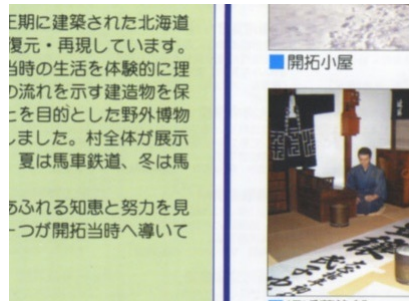 正期に建築された北海道
復元・再現しています。
当時の生活を体験的に理
の流れを示す建造物を保
とを目的とした野外博物
しました。村全体が展示
夏は馬車鉄道、冬は馬
あふれる知恵と努力を見
一つが開拓当時へ導いて
■開拓小屋